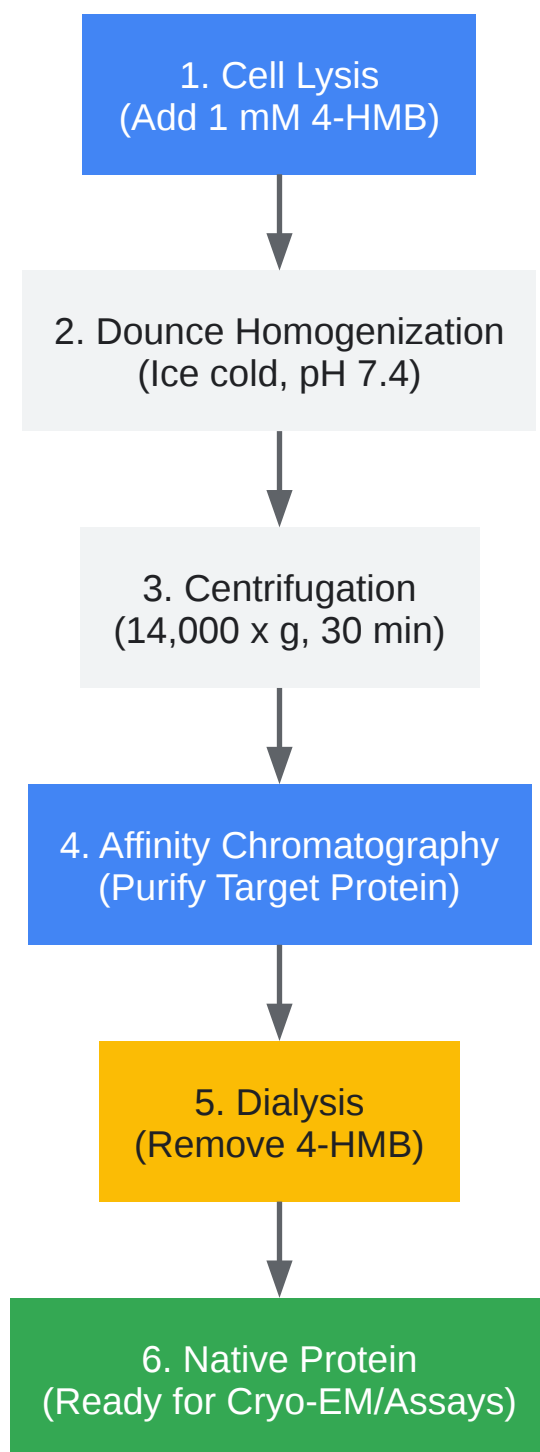 1. Cell Lysis
(Add 1 mM 4-HMB)
2. Dounce Homogenization
(Ice cold, pH 7.4)
3. Centrifugation
(14,000 x g, 30 min)
4. Affinity Chromatography
(Purify Target Protein)
5. Dialysis
(Remove 4-HMB)
6. Native Protein
(Ready for Cryo-EM/Assays)